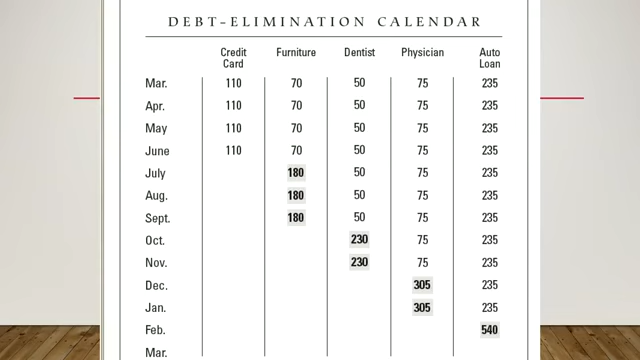 DEBT-ELIMINATION CALENDAR
Credit Card Furniture Dentist Physician Auto Loan
Mar. 110 70 50 75 235
Apr. 110 70 50 75 235
May 110 70 50 75 235
June 110 70 50 75 235
July 180 50 75 235
Aug. 180 50 75 235
Sept. 180 50 75 235
Oct. 230 75 235
Nov. 230 75 235
Dec. 305 235
Jan. 305 235
Feb. 540
Mar.